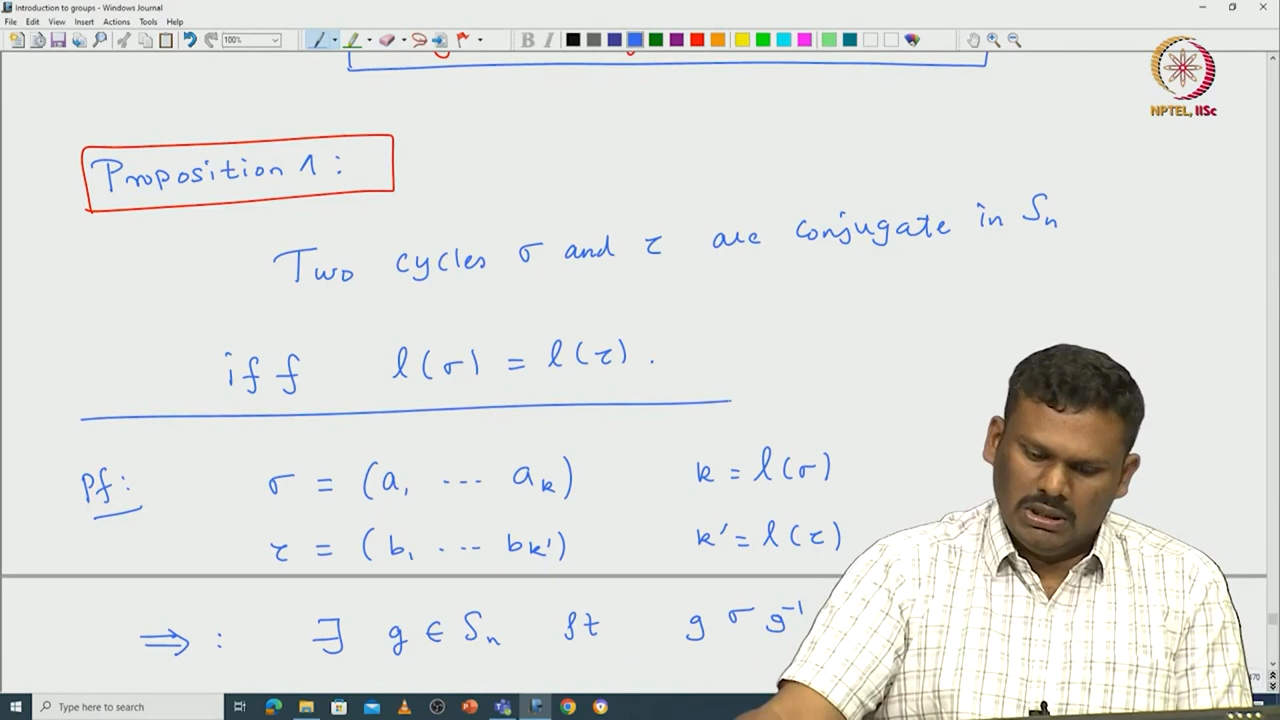 Introduction to groups - Windows Journal
File Edit View Insert Actions Tools Help
100%
B I
NPTEL, IISc
Proposition 1:
Two cycles σ and τ are conjugate in Sn
iff l(σ) = l(τ).
Pf: σ = (a1 ... ak) k = l(σ)
τ = (b1 ... bk') k' = l(τ)
⇒ : ∃ g ∈ Sn st g σ g⁻¹
Type here to search